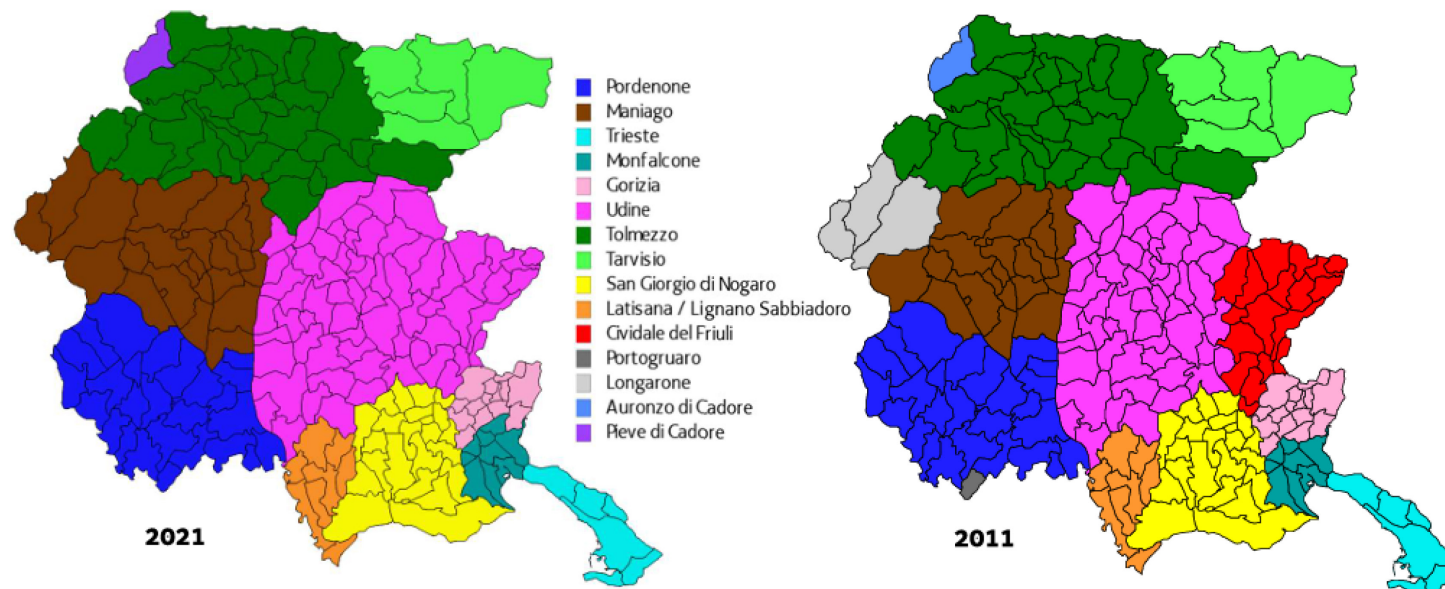 Pordenone
Maniago
Trieste
Monfalcone
Gorizia
Udine
Tolmezzo
Tarvisio
San Giorgio di Nogaro
Latisana / Lignano Sabbiadoro
Cividale del Friuli
Portogruaro
Longarone
Auronzo di Cadore
Pieve di Cadore
2021
2011